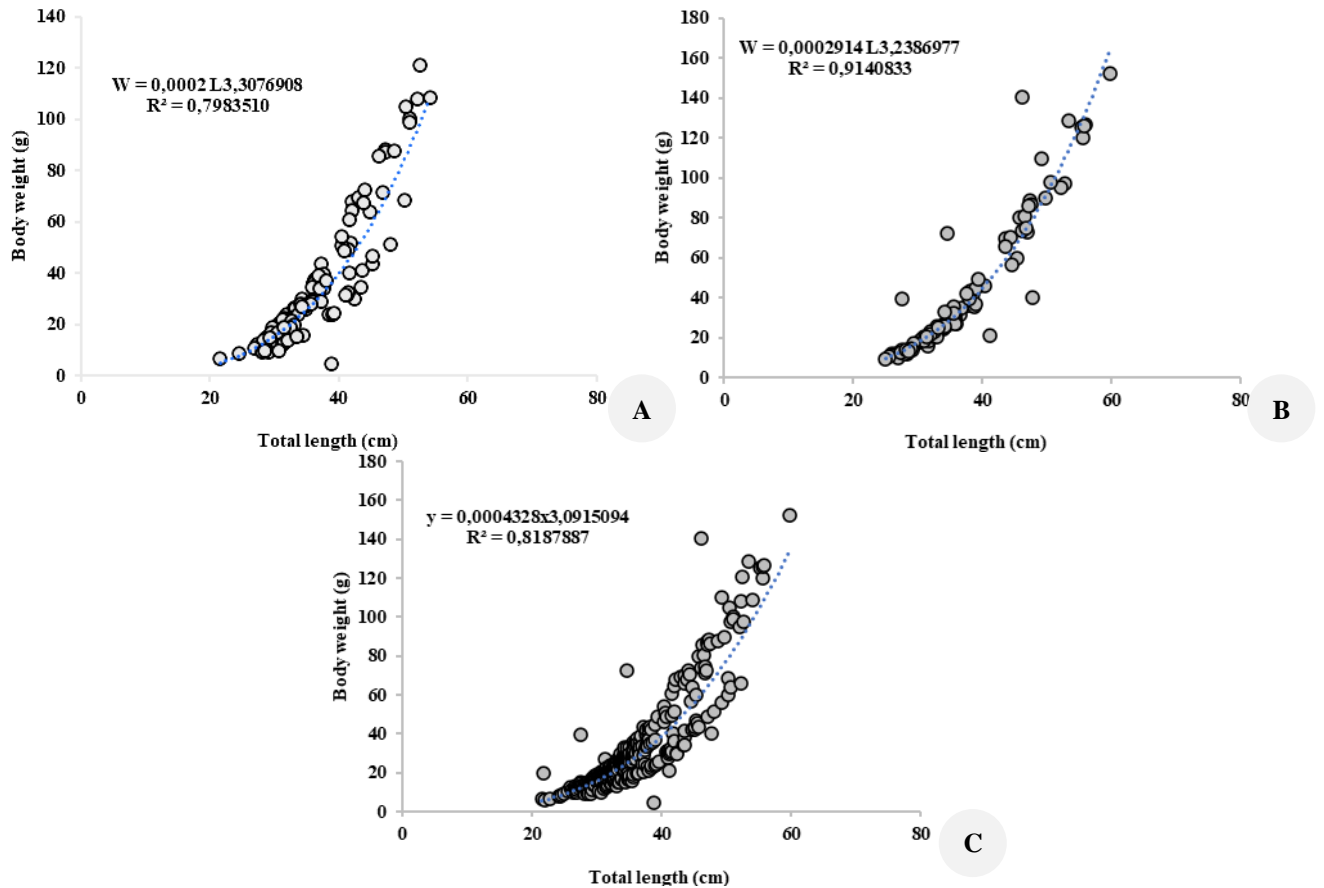 140
120
100
80
60
40
20
0
Body weight (g)
W = 0,0002 L3,3076908
R² = 0,7983510
0 20 40 60 80
Total length (cm)
A
180
160
140
120
100
80
60
40
20
0
Body weight (g)
W = 0,0002914 L3,2386977
R² = 0,9140833
0 20 40 60 80
Total length (cm)
B
180
160
140
120
100
80
60
40
20
0
Body weight (g)
y = 0,0004328x3,0915094
R² = 0,8187887
0 20 40 60 80
Total length (cm)
C